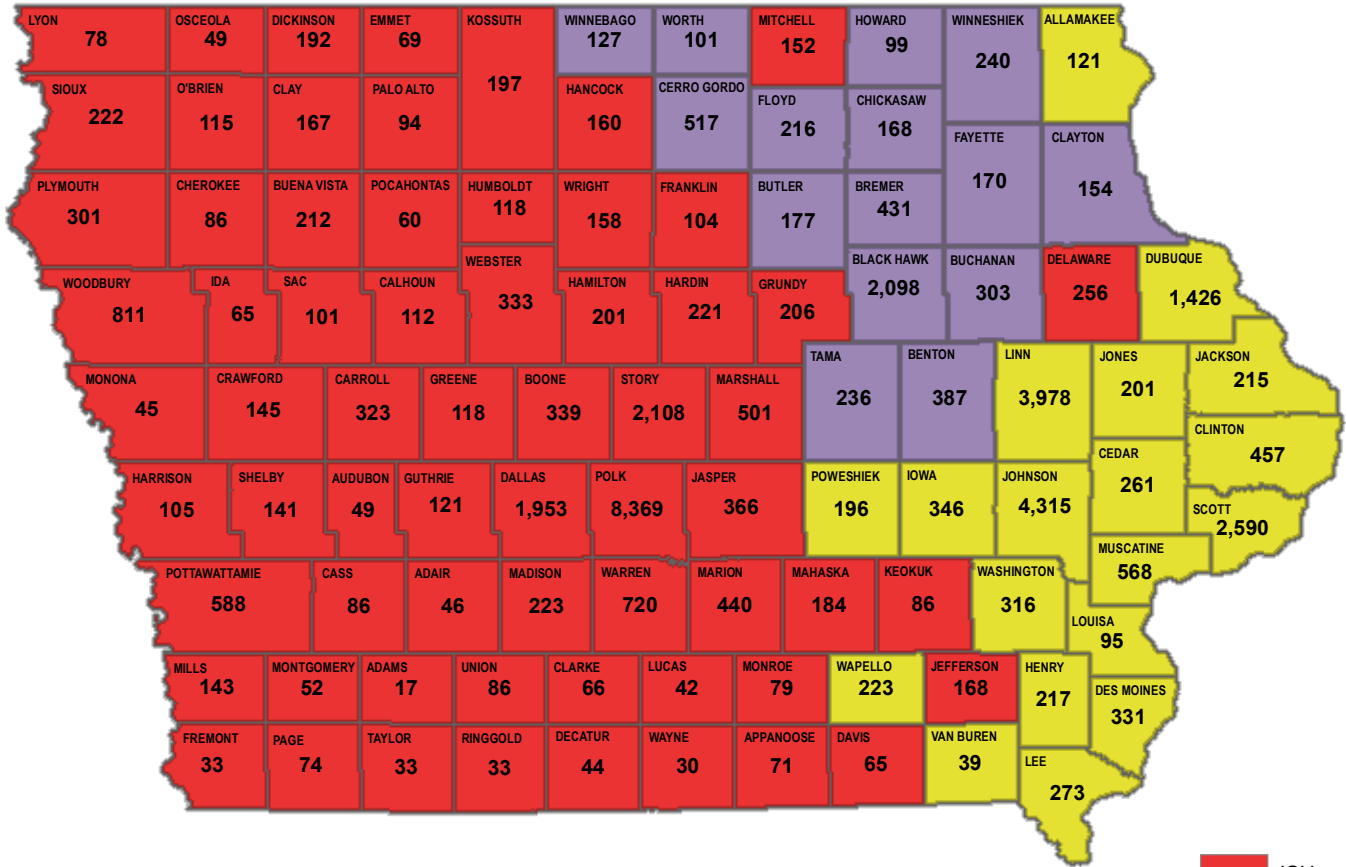 LYON
78
OSCEOLA
49
DICKINSON
192
EMMET
69
KOSSUTH
197
WINNEBAGO
127
WORTH
101
MITCHELL
152
HOWARD
99
WINNESHIEK
240
ALLAMAKEE
121
SIOUX
222
O'BRIEN
115
CLAY
167
PALO ALTO
94
HANCOCK
160
CERRO GORDO
517
FLOYD
216
CHICKASAW
168
FAYETTE
170
CLAYTON
154
PLYMOUTH
301
CHEROKEE
86
BUENA VISTA
212
POCAHONTAS
60
HUMBOLDT
118
WRIGHT
158
FRANKLIN
104
BUTLER
177
BREMER
431
WOODBURY
811
IDA
65
SAC
101
CALHOUN
112
WEBSTER
333
HAMILTON
201
HARDIN
221
GRUNDY
206
BLACK HAWK
2,098
BUCHANAN
303
DELAWARE
256
DUBUQUE
1,426
MONONA
45
CRAWFORD
145
CARROLL
323
GREENE
118
BOONE
339
STORY
2,108
MARSHALL
501
TAMA
236
BENTON
387
LINN
3,978
JONES
201
JACKSON
215
CLINTON
457
HARRISON
105
SHELBY
141
AUDUBON
49
GUTHRIE
121
DALLAS
1,953
POLK
8,369
JASPER
366
POWESHIEK
196
IOWA
346
JOHNSON
4,315
CEDAR
261
SCOTT
2,590
MUSCATINE
568
POTTAWATTAMIE
588
CASS
86
ADAIR
46
MADISON
223
WARREN
720
MARION
440
MAHASKA
184
KEOKUK
86
WASHINGTON
316
LOUISA
95
MILLS
143
MONTGOMERY
52
ADAMS
17
UNION
86
CLARKE
66
LUCAS
42
MONROE
79
WAPELLO
223
JEFFERSON
168
HENRY
217
DES MOINES
331
FREMONT
33
PAGE
74
TAYLOR
33
RINGGOLD
33
DECATUR
44
WAYNE
30
APPANOOSE
71
DAVIS
65
VAN BUREN
39
LEE
273
ISU